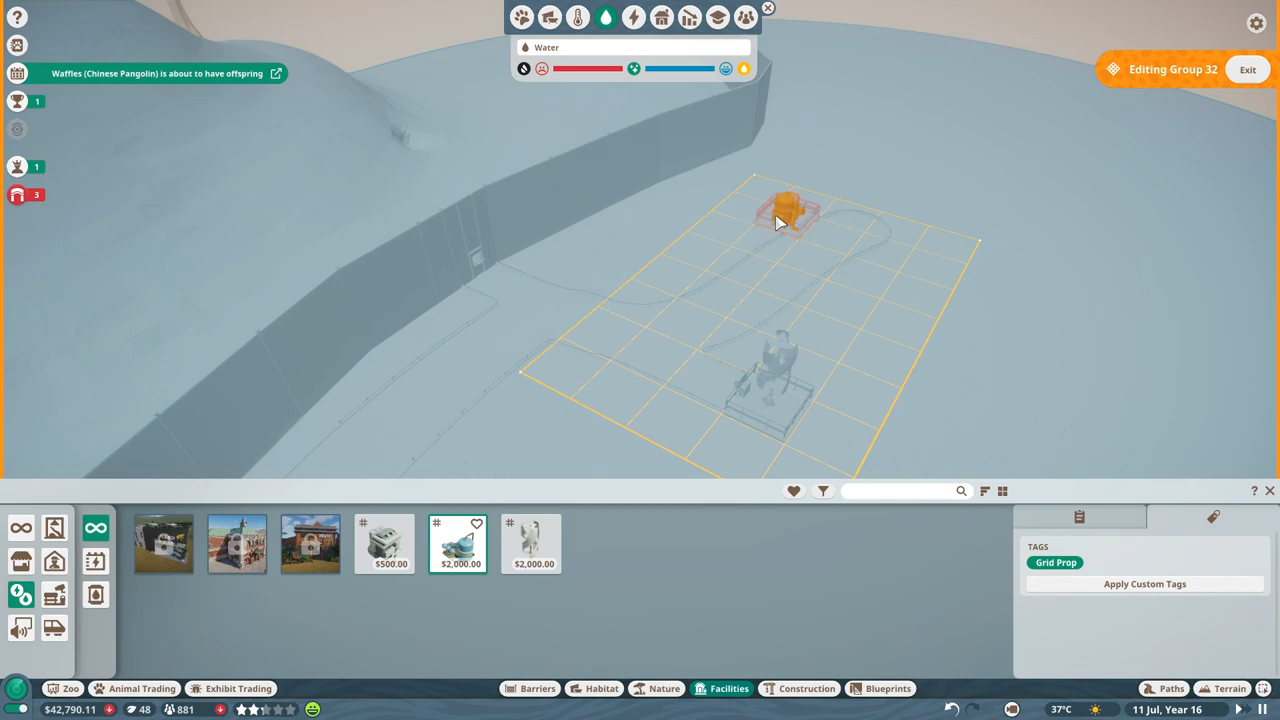 Water
Waffles (Chinese Pangolin) is about to have offspring
Editing Group 32
Exit
1
1
3
?
?
$500.00
$2,000.00
$2,000.00
TAGS
Grid Prop
Apply Custom Tags
Zoo
Animal Trading
Exhibit Trading
Barriers
Habitat
Nature
Facilities
Construction
Blueprints
Paths
Terrain
$42,790.11
48
881
37°C
11 Jul, Year 16